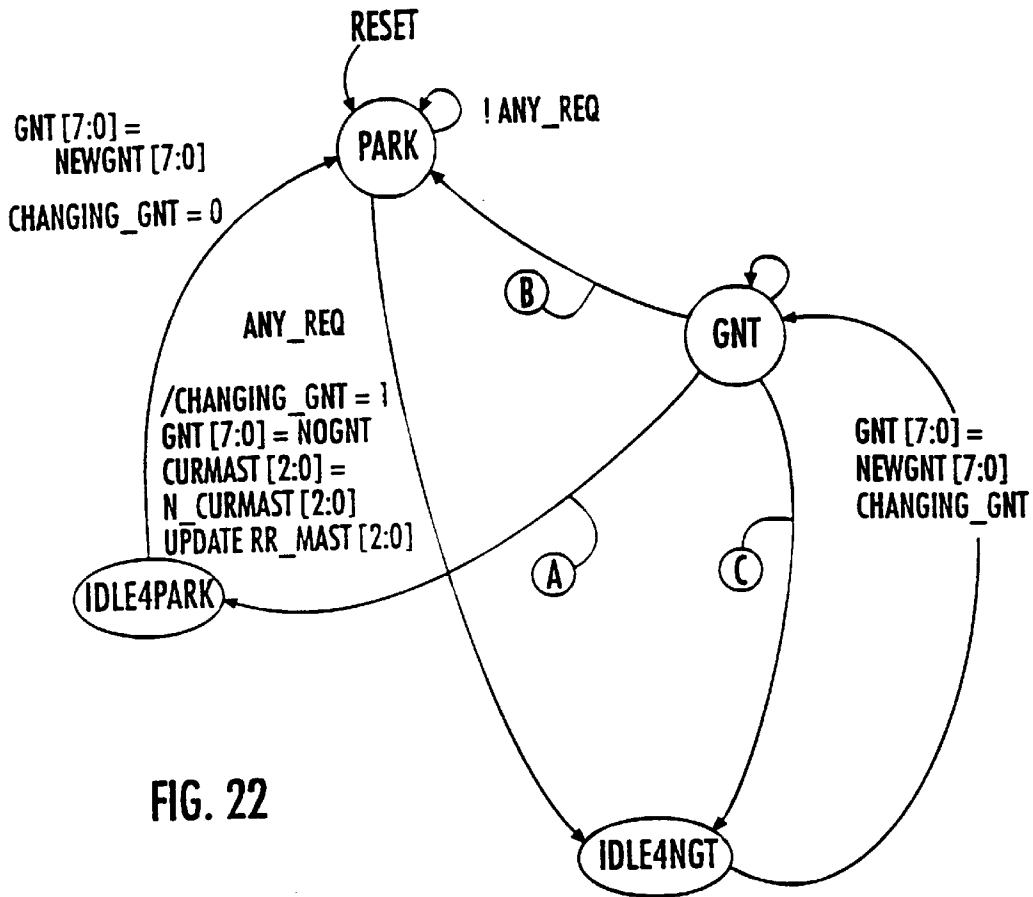 RESET
! ANY_REQ
PARK
GNT [7:0] =
NEWGNT [7:0]
CHANGING_GNT = 0
B
GNT
ANY_REQ
/CHANGING_GNT = 1
GNT [7:0] = NOGNT
CURMAST [2:0] =
N_CURMAST [2:0]
UPDATE RR_MAST [2:0]
GNT [7:0] =
NEWGNT [7:0]
CHANGING_GNT
IDLE4PARK
A
C
FIG. 22
IDLE4NGT